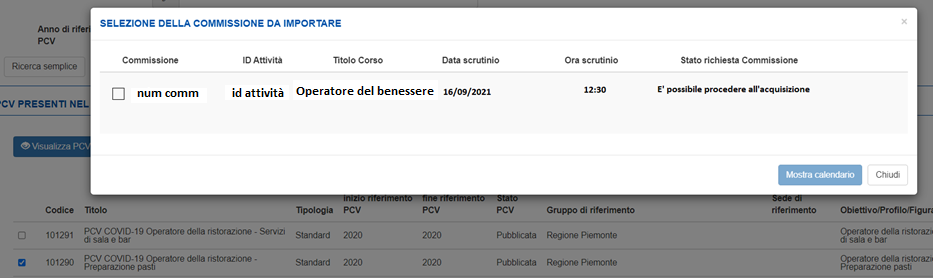 Anno di riferi
PCV
Ricerca semplice
PCV PRESENTI NEL
Visualizza PCV
SELEZIONE DELLA COMMISSIONE DA IMPORTARE
×
Commissione ID Attività Titolo Corso Data scrutinio Ora scrutinio Stato richiesta Commissione
num comm id attività Operatore del benessere 16/09/2021 12:30 E' possibile procedere all'acquisizione
Mostra calendario Chiudi
Codice Titolo Tipologia inizio riferimento PCV fine riferimento PCV Stato PCV Gruppo di riferimento Sede di riferimento Obiettivo/Profilo/Figura
101291 PCV COVID-19 Operatore della ristorazione - Servizi di sala e bar Standard 2020 2020 Pubblicata Regione Piemonte Operatore della ristorazi di sala e bar
101290 PCV COVID-19 Operatore della ristorazione - Preparazione pasti Standard 2020 2020 Pubblicata Regione Piemonte Operatore della ristorazi Preparazione pasti